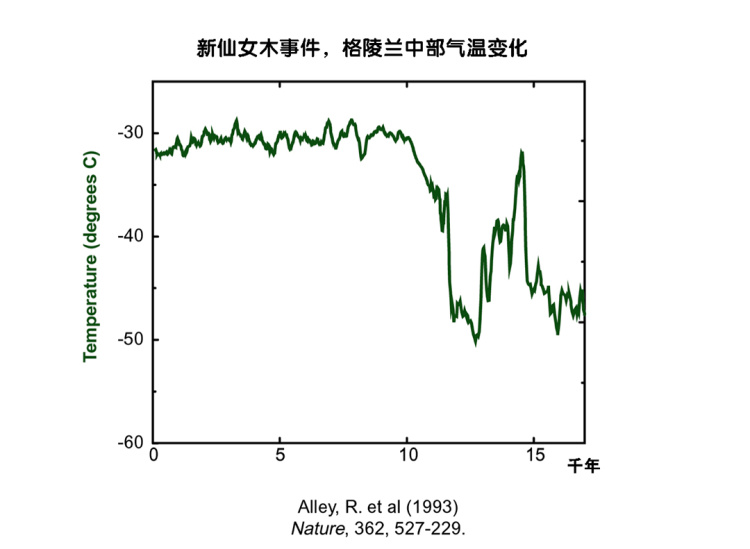 新仙女木事件，格陵兰中部气温变化
Temperature (degrees C)
-30
-40
-50
-60
0
5
10
15
千年
Alley, R. et al (1993)
Nature, 362, 527-229.